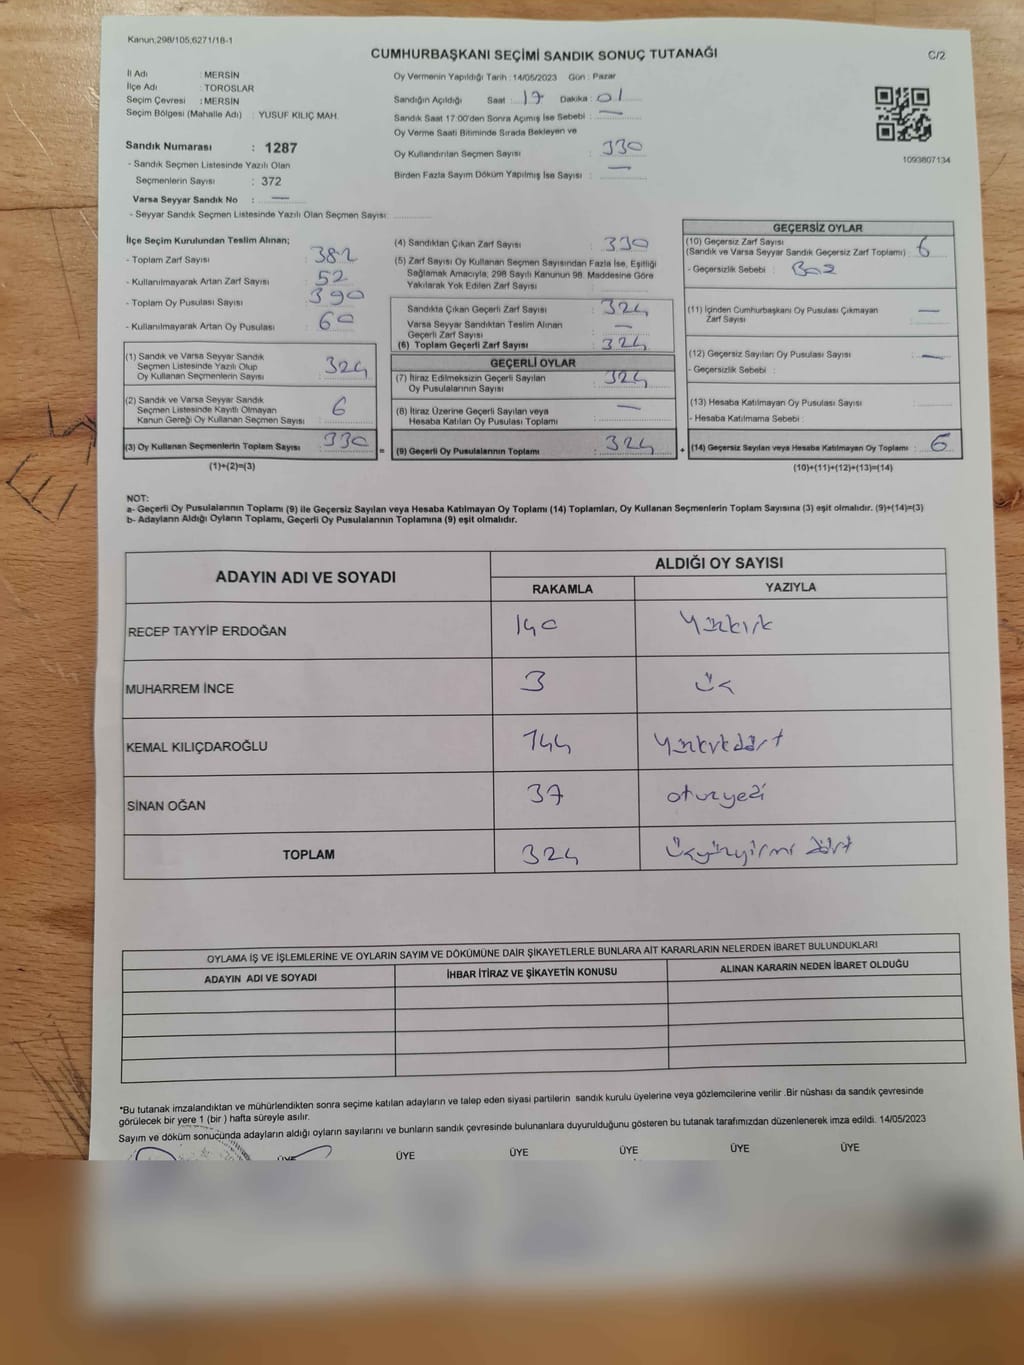 Kanun,298/105,6271/18-1
CUMHURBAŞKANI SEÇİMİ SANDIK SONUÇ TUTANAĞI
C/2
İl Adı : MERSİN
İlçe Adı : TOROSLAR
Seçim Çevresi : MERSİN
Seçim Bölgesi (Mahalle Adı) : YUSUF KILIÇ MAH.
Sandık Numarası : 1287
- Sandık Seçmen Listesinde Yazılı Olan
Seçmenlerin Sayısı : 372
Varsa Seyyar Sandık No : —
- Seyyar Sandık Seçmen Listesinde Yazılı Olan Seçmen Sayısı:
Oy Vermenin Yapıldığı Tarih : 14/05/2023 Gün : Pazar
Sandığın Açıldığı Saat : 17 Dakika : 01
Sandık Saat 17:00'den Sonra Açımış İse Sebebi : —
Oy Verme Saati Bitiminde Sırada Bekleyen ve
Oy Kullandırılan Seçmen Sayısı : 330
Birden Fazla Sayım Döküm Yapılmış İse Sayısı : —
1093807134
İlçe Seçim Kurulundan Teslim Alınan;
- Toplam Zarf Sayısı : 382
- Kullanılmayarak Artan Zarf Sayısı : 52
- Toplam Oy Pusulası Sayısı : 390
- Kullanılmayarak Artan Oy Pusulası : 60
(1) Sandık ve Varsa Seyyar Sandık
Seçmen Listesinde Yazılı Olup
Oy Kullanan Seçmenlerin Sayısı : 324
(2) Sandık ve Varsa Seyyar Sandık
Seçmen Listesinde Kayıtlı Olmayan
Kanun Gereği Oy Kullanan Seçmen Sayısı : 6
(3) Oy Kullanan Seçmenlerin Toplam Sayısı : 330
(1)+(2)=(3)
(4) Sandıktan Çıkan Zarf Sayısı : 330
(5) Zarf Sayısı Oy Kullanan Seçmen Sayısından Fazla İse, Eşitliği
Sağlamak Amacıyla; 298 Sayılı Kanunun 98. Maddesine Göre
Yakılarak Yok Edilen Zarf Sayısı :
Sandıkta Çıkan Geçerli Zarf Sayısı : 324
Varsa Seyyar Sandıktan Teslim Alınan
Geçerli Zarf Sayısı : —
(6) Toplam Geçerli Zarf Sayısı : 324
GEÇERLİ OYLAR
(7) İtiraz Edilmeksizin Geçerli Sayılan
Oy Pusulalarının Sayısı : 324
(8) İtiraz Üzerine Geçerli Sayılan veya
Hesaba Katılan Oy Pusulası Toplamı : —
= (9) Geçerli Oy Pusulalarının Toplamı : 324 +
GEÇERSİZ OYLAR
(10) Geçersiz Zarf Sayısı
(Sandık ve Varsa Seyyar Sandık Geçersiz Zarf Toplamı) : 6
- Geçersizlik Sebebi :
(11) İçinden Cumhurbaşkanı Oy Pusulası Çıkmayan
Zarf Sayısı : —
(12) Geçersiz Sayılan Oy Pusulası Sayısı : —
- Geçersizlik Sebebi :
(13) Hesaba Katılmayan Oy Pusulası Sayısı :
- Hesaba Katılmama Sebebi :
(14) Geçersiz Sayılan veya Hesaba Katılmayan Oy Toplamı : 6
(10)+(11)+(12)+(13)=(14)
NOT:
a- Geçerli Oy Pusulalarının Toplamı (9) ile Geçersiz Sayılan veya Hesaba Katılmayan Oy Toplamı (14) Toplamları, Oy Kullanan Seçmenlerin Toplam Sayısına (3) eşit olmalıdır. (9)+(14)=(3)
b- Adayların Aldığı Oyların Toplamı, Geçerli Oy Pusulalarının Toplamına (9) eşit olmalıdır.
ADAYIN ADI VE SOYADI
ALDIĞI OY SAYISI
RAKAMLA YAZIYLA
RECEP TAYYİP ERDOĞAN 140 Yüzkırk
MUHARREM İNCE 3 Üç
KEMAL KILIÇDAROĞLU 144 Yüzkırkdört
SİNAN OĞAN 37 otuzyedi
TOPLAM 324 Üçyüzyirmi dört
OYLAMA İŞ VE İŞLEMLERİNE VE OYLARIN SAYIM VE DÖKÜMÜNE DAİR ŞİKAYETLERLE BUNLARA AİT KARARLARIN NELERDEN İBARET BULUNDUKLARI
ADAYIN ADI VE SOYADI İHBAR İTİRAZ VE ŞİKAYETİN KONUSU ALINAN KARARIN NEDEN İBARET OLDUĞU
*Bu tutanak imzalandıktan ve mühürlendikten sonra seçime katılan adayların ve talep eden siyasi partilerin sandık kurulu üyelerine veya gözlemcilerine verilir .Bir nüshası da sandık çevresinde
görülecek bir yere 1 (bir ) hafta süreyle asılır.
Sayım ve döküm sonucunda adayların aldığı oyların sayılarını ve bunların sandık çevresinde bulunanlara duyurulduğunu gösteren bu tutanak tarafımızdan düzenlenerek imza edildi. 14/05/2023
ÜYE ÜYE ÜYE ÜYE ÜYE ÜYE